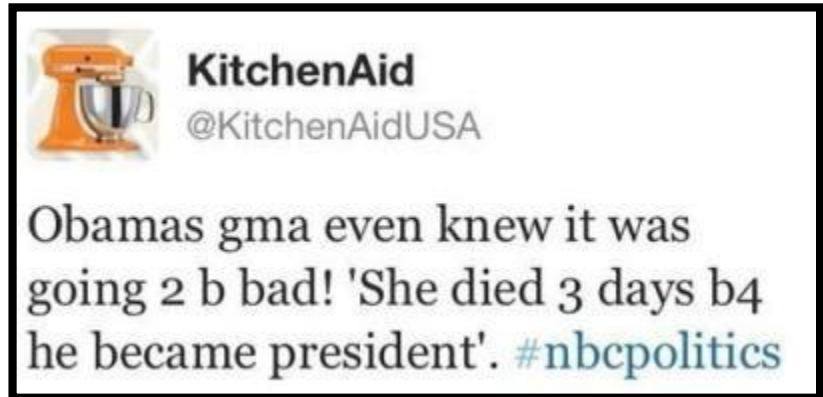 KitchenAid
@KitchenAidUSA
Obamas gma even knew it was
going 2 b bad! 'She died 3 days b4
he became president'. #nbcpolitics